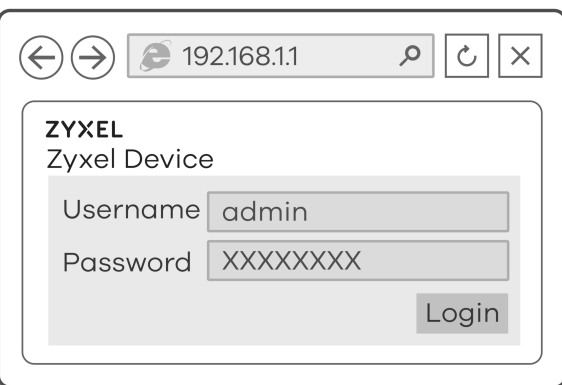 192.168.1.1
ZYXEL
Zyxel Device
Username admin
Password XXXXXXXX
Login